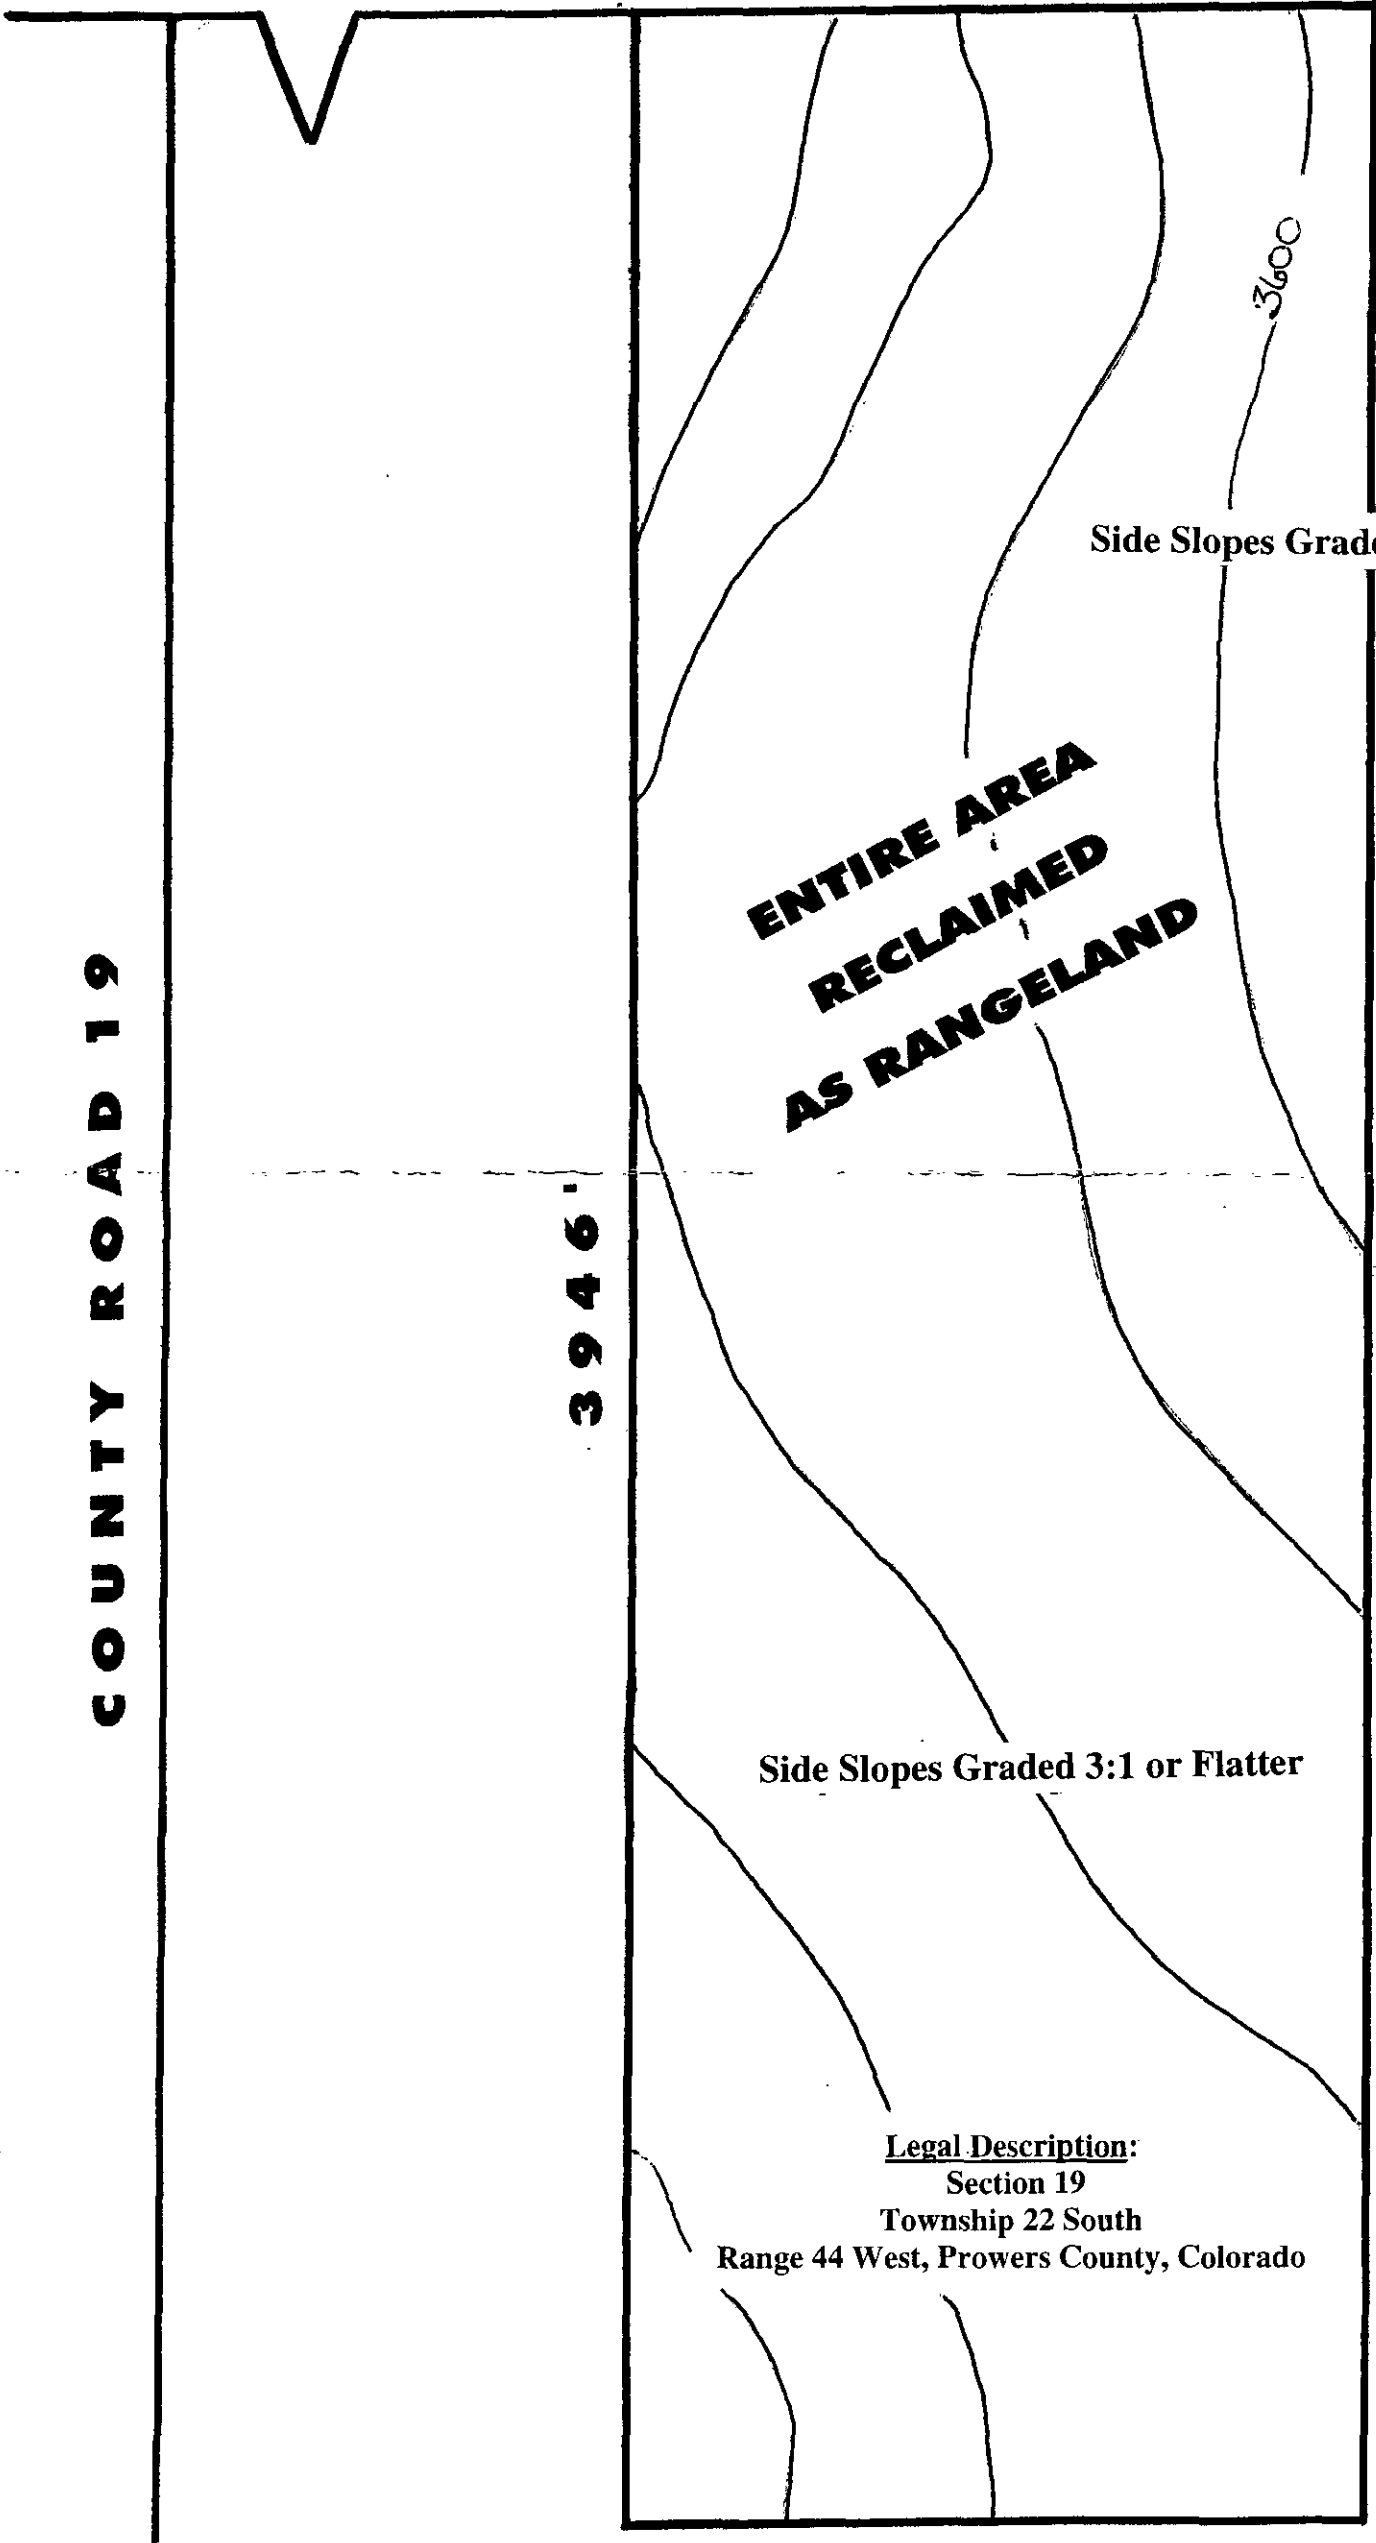 3600
Side Slopes Grade
ENTIRE AREA
RECLAIMED
AS RANGELAND
COUNTY ROAD 19
3946'
Side Slopes Graded 3:1 or Flatter
Legal Description:
Section 19
Township 22 South
Range 44 West, Prowers County, Colorado